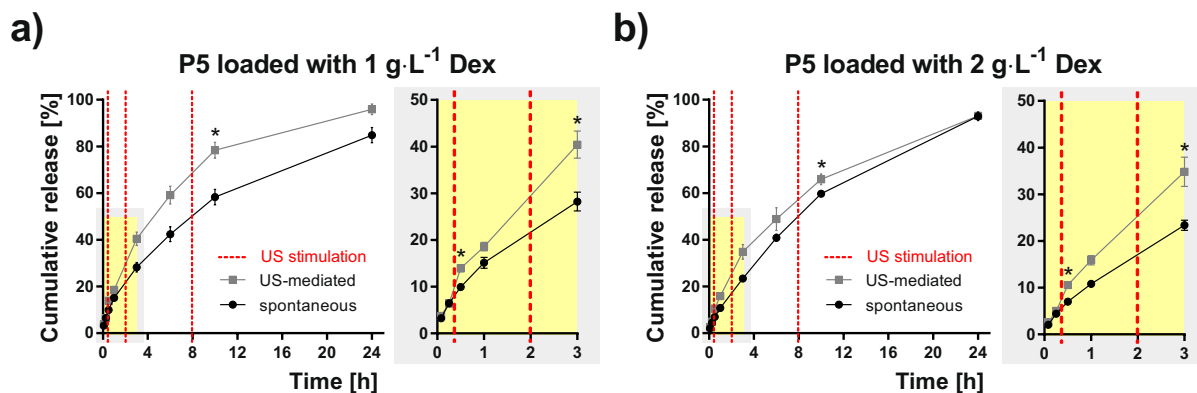 a)
P5 loaded with 1 g·L⁻¹ Dex
Cumulative release [%]
100
80
60
40
20
0
0 4 8 12 16 20 24
*
US stimulation
US-mediated
spontaneous
50
40
30
20
10
0
0 1 2 3
* *
Time [h]
b)
P5 loaded with 2 g·L⁻¹ Dex
Cumulative release [%]
100
80
60
40
20
0
0 4 8 12 16 20 24
*
US stimulation
US-mediated
spontaneous
50
40
30
20
10
0
0 1 2 3
* *
Time [h]